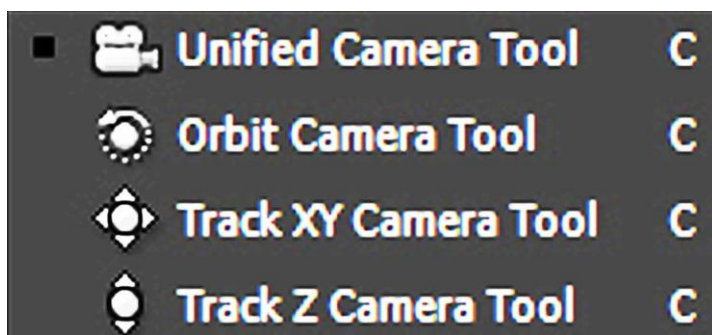 Unified Camera Tool C
Orbit Camera Tool C
Track XY Camera Tool C
Track Z Camera Tool C